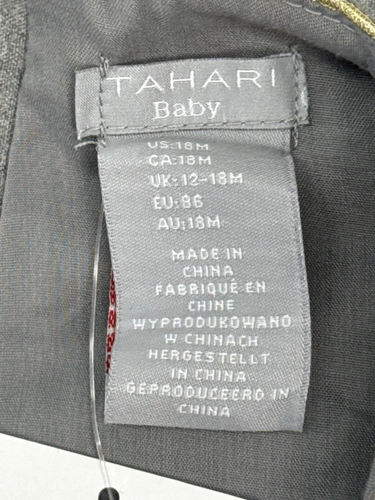 TAHARI
Baby
US:18M
CA:18M
UK:12-18M
EU:86
AU:18M
MADE IN
CHINA
FABRIQUÉ EN
CHINE
WYPRODUKOWANO
W CHINACH
HERGESTELLT
IN CHINA
GEPRODUCEERD IN
CHINA